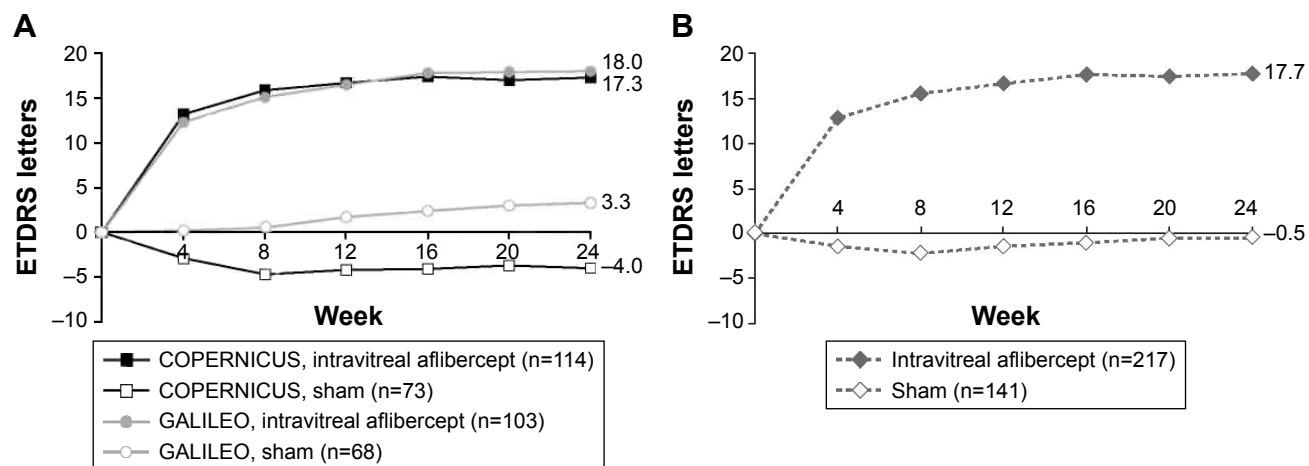 A
ETDRS letters
20
15
10
5
0
–5
–10
4
8
12
16
20
24
18.0
17.3
3.3
–4.0
Week
COPERNICUS, intravitreal aflibercept (n=114)
COPERNICUS, sham (n=73)
GALILEO, intravitreal aflibercept (n=103)
GALILEO, sham (n=68)
B
ETDRS letters
20
15
10
5
0
–5
–10
4
8
12
16
20
24
17.7
–0.5
Week
Intravitreal aflibercept (n=217)
Sham (n=141)